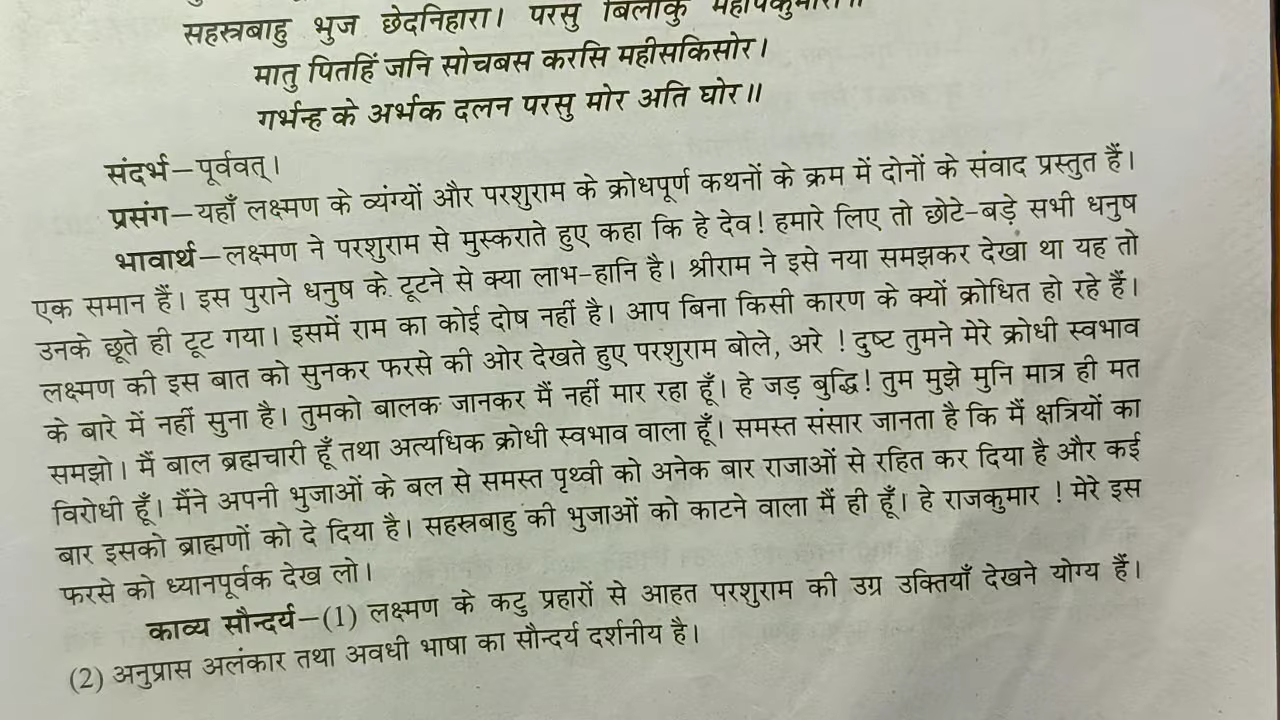 सहस्रबाहु भुज छेदनिहारा। परसु बिलोकु महीपकुमारा॥
मातु पितहिं जनि सोचबस करसि महीसकिसोर।
गर्भन्ह के अर्भक दलन परसु मोर अति घोर॥
संदर्भ–पूर्ववत्।
प्रसंग–यहाँ लक्ष्मण के व्यंग्यों और परशुराम के क्रोधपूर्ण कथनों के क्रम में दोनों के संवाद प्रस्तुत हैं।
भावार्थ–लक्ष्मण ने परशुराम से मुस्कराते हुए कहा कि हे देव! हमारे लिए तो छोटे-बड़े सभी धनुष
एक समान हैं। इस पुराने धनुष के टूटने से क्या लाभ-हानि है। श्रीराम ने इसे नया समझकर देखा था यह तो
उनके छूते ही टूट गया। इसमें राम का कोई दोष नहीं है। आप बिना किसी कारण के क्यों क्रोधित हो रहे हैं।
लक्ष्मण की इस बात को सुनकर फरसे की ओर देखते हुए परशुराम बोले, अरे ! दुष्ट तुमने मेरे क्रोधी स्वभाव
के बारे में नहीं सुना है। तुमको बालक जानकर मैं नहीं मार रहा हूँ। हे जड़ बुद्धि! तुम मुझे मुनि मात्र ही मत
समझो। मैं बाल ब्रह्मचारी हूँ तथा अत्यधिक क्रोधी स्वभाव वाला हूँ। समस्त संसार जानता है कि मैं क्षत्रियों का
विरोधी हूँ। मैंने अपनी भुजाओं के बल से समस्त पृथ्वी को अनेक बार राजाओं से रहित कर दिया है और कई
बार इसको ब्राह्मणों को दे दिया है। सहस्रबाहु की भुजाओं को काटने वाला मैं ही हूँ। हे राजकुमार ! मेरे इस
फरसे को ध्यानपूर्वक देख लो।
काव्य सौन्दर्य–(1) लक्ष्मण के कटु प्रहारों से आहत परशुराम की उग्र उक्तियाँ देखने योग्य हैं।
(2) अनुप्रास अलंकार तथा अवधी भाषा का सौन्दर्य दर्शनीय है।